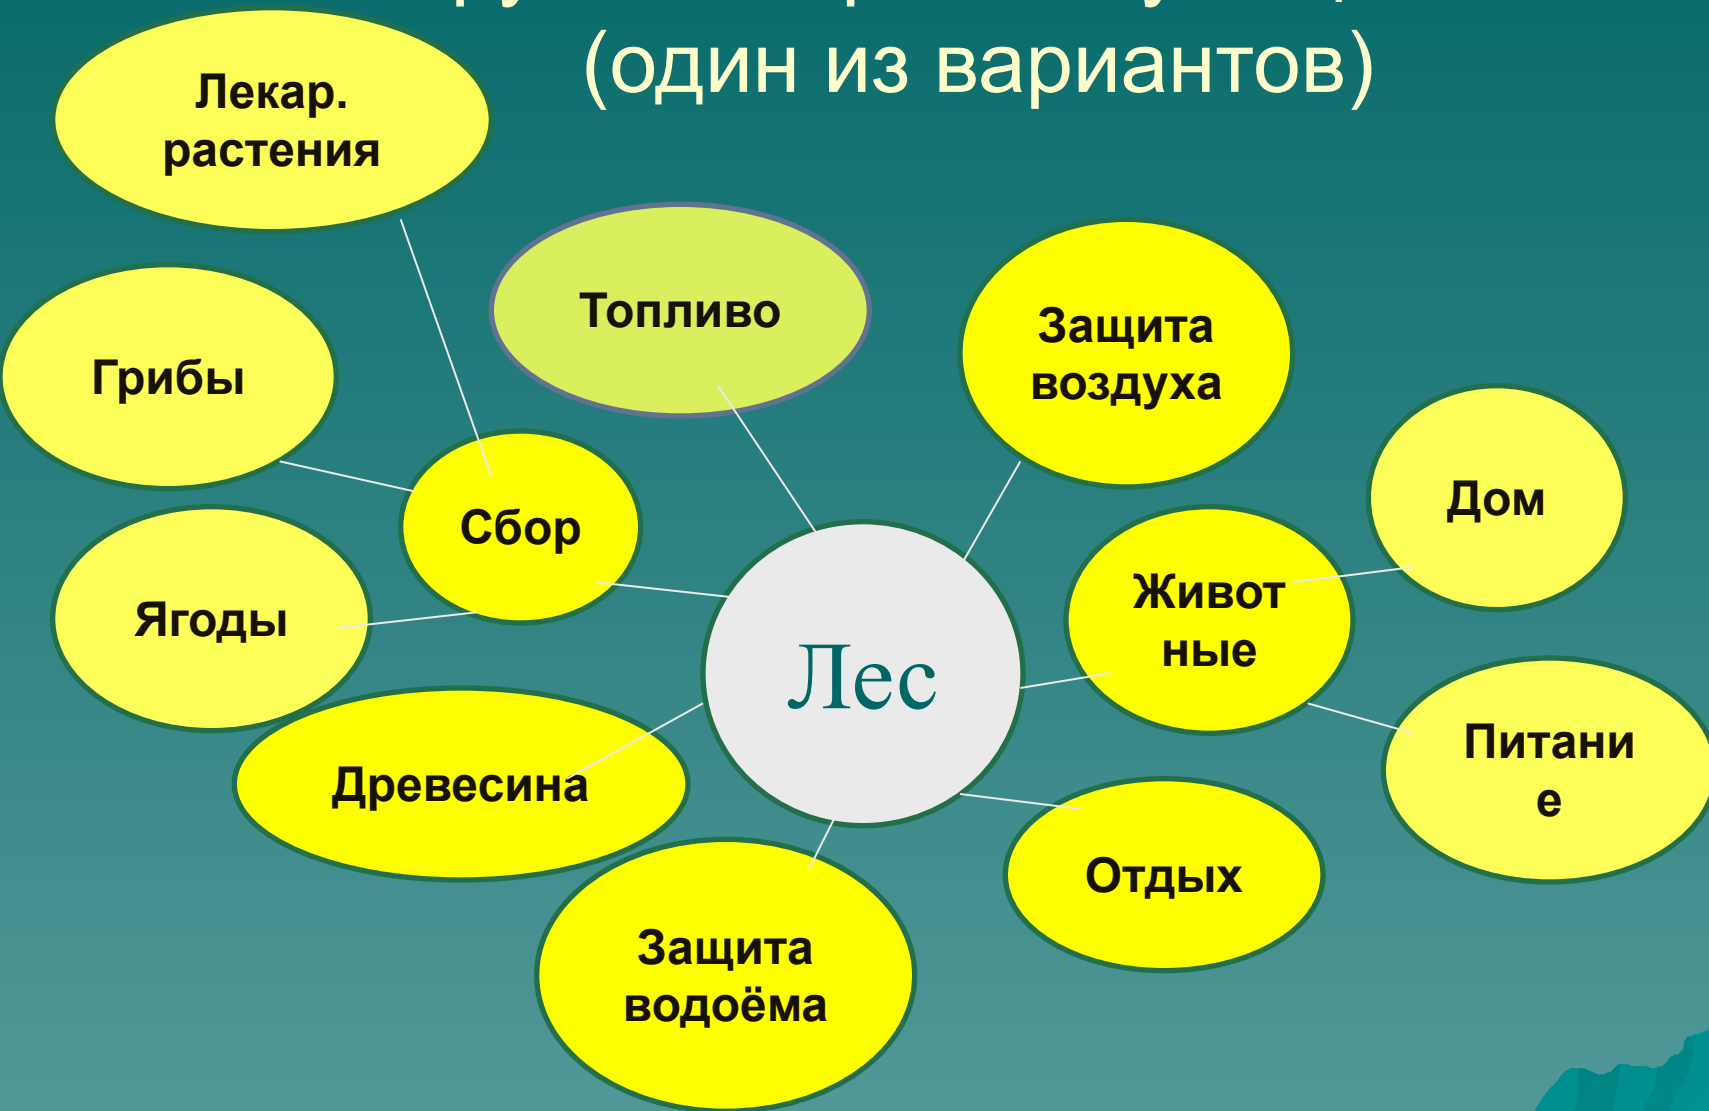 (один из вариантов)
Лекар.
растения
Топливо
Защита
воздуха
Грибы
Дом
Сбор
Живот
ные
Ягоды
Лес
Питани
е
Древесина
Отдых
Защита
водоёма